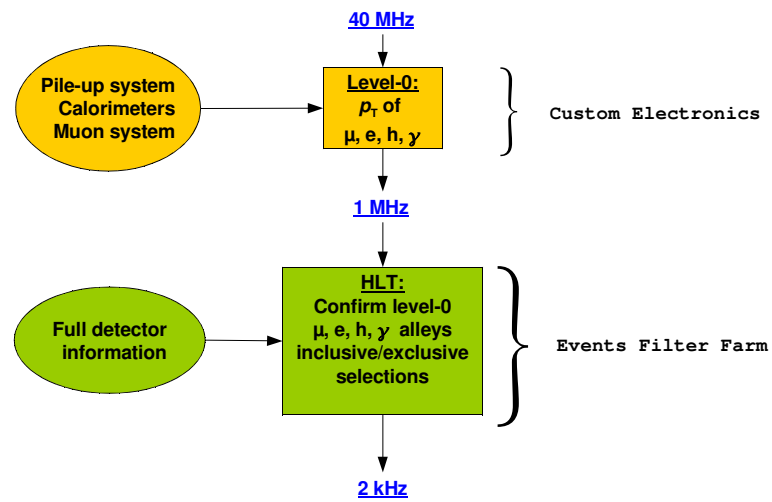 40 MHz
Pile-up system
Calorimeters
Muon system
Level-0:
pT of
μ, e, h, γ
Custom Electronics
1 MHz
Full detector
information
HLT:
Confirm level-0
μ, e, h, γ alleys
inclusive/exclusive
selections
Events Filter Farm
2 kHz